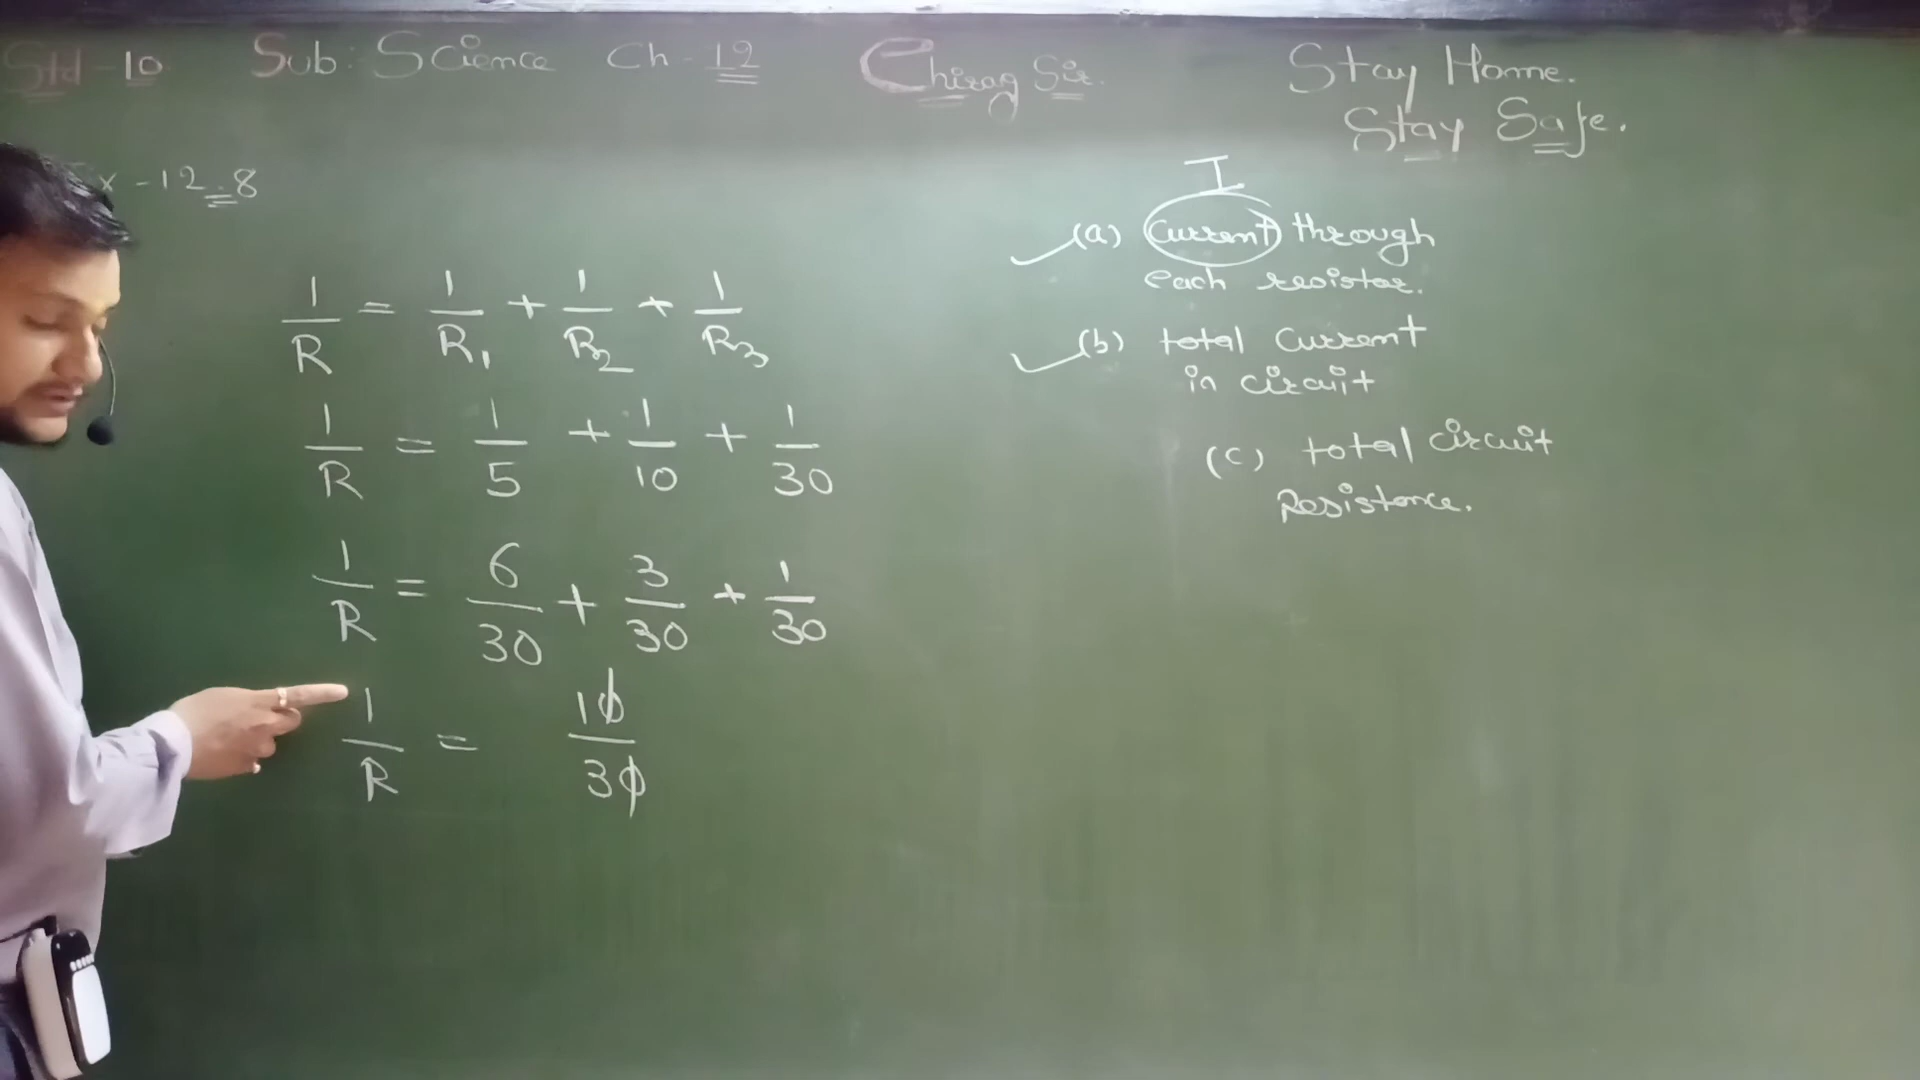 Std - 10 Sub : Science Ch - 12 Chirag Sir.
Stay Home.
Stay Safe.
x - 12.8
I
(a) Current through
each resistor.
(b) total current
in circuit
(c) total circuit
Resistance.
1/R = 1/R₁ + 1/R₂ + 1/R₃
1/R = 1/5 + 1/10 + 1/30
1/R = 6/30 + 3/30 + 1/30
1/R = 10/30